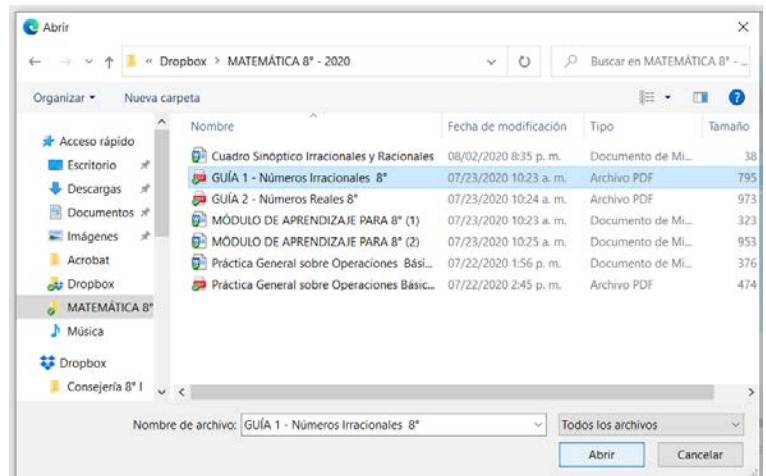 Abrir
« Dropbox > MATEMÁTICA 8° - 2020
Buscar en MATEMÁTICA 8° - ...
Organizar
Nueva carpeta
Nombre Fecha de modificación Tipo Tamaño
Acceso rápido
Escritorio
Descargas
Documentos
Imágenes
Acrobat
Dropbox
MATEMÁTICA 8°
Música
Dropbox
Consejería 8° I
Cuadro Sinóptico Irracionales y Racionales 08/02/2020 8:35 p. m. Documento de Mi... 38
GUÍA 1 - Números Irracionales 8° 07/23/2020 10:23 a. m. Archivo PDF 795
GUÍA 2 - Números Reales 8° 07/23/2020 10:24 a. m. Archivo PDF 973
MÓDULO DE APRENDIZAJE PARA 8° (1) 07/23/2020 10:23 a. m. Documento de Mi... 323
MÓDULO DE APRENDIZAJE PARA 8° (2) 07/23/2020 10:25 a. m. Documento de Mi... 953
Práctica General sobre Operaciones Bási... 07/22/2020 1:56 p. m. Documento de Mi... 376
Práctica General sobre Operaciones Básic... 07/22/2020 2:45 p. m. Archivo PDF 474
Nombre de archivo: GUÍA 1 - Números Irracionales 8° Todos los archivos
Abrir Cancelar